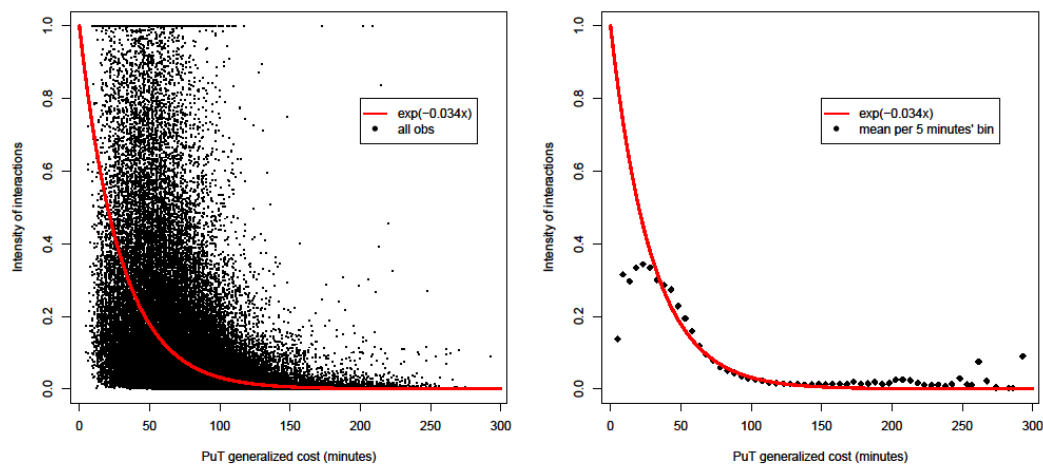 1.0
0.8
0.6
0.4
0.2
0.0
Intensity of interactions
exp(−0.034x)
all obs
0 50 100 150 200 250 300
PuT generalized cost (minutes)
1.0
0.8
0.6
0.4
0.2
0.0
Intensity of interactions
exp(−0.034x)
mean per 5 minutes' bin
0 50 100 150 200 250 300
PuT generalized cost (minutes)